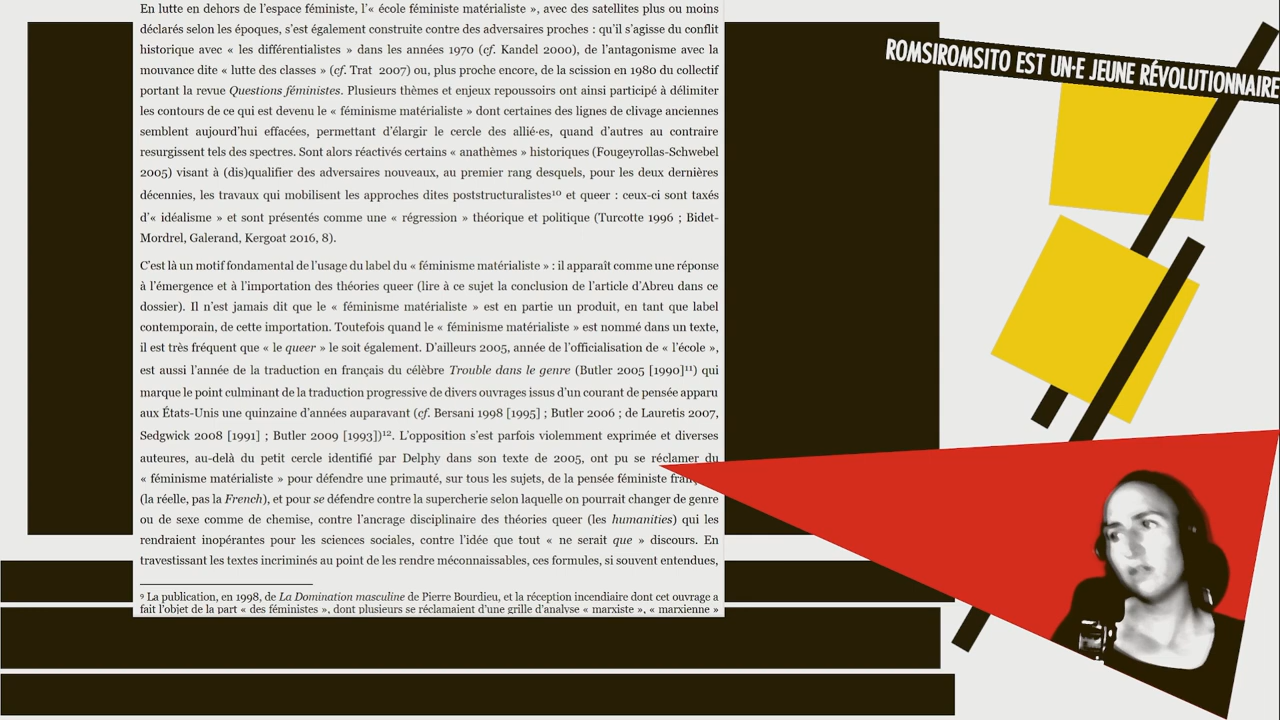 En lutte en dehors de l'espace féministe, l'« école féministe matérialiste », avec des satellites plus ou moins
déclarés selon les époques, s'est également construite contre des adversaires proches : qu'il s'agisse du conflit
historique avec « les différentialistes » dans les années 1970 (cf. Kandel 2000), de l'antagonisme avec la
mouvance dite « lutte des classes » (cf. Trat 2007) ou, plus proche encore, de la scission en 1980 du collectif
portant la revue Questions féministes. Plusieurs thèmes et enjeux repoussoirs ont ainsi participé à délimiter
les contours de ce qui est devenu le « féminisme matérialiste » dont certaines des lignes de clivage anciennes
semblent aujourd'hui effacées, permettant d'élargir le cercle des allié·es, quand d'autres au contraire
resurgissent tels des spectres. Sont alors réactivés certains « anathèmes » historiques (Fougeyrollas-Schwebel
2005) visant à (dis)qualifier des adversaires nouveaux, au premier rang desquels, pour les deux dernières
décennies, les travaux qui mobilisent les approches dites poststructuralistes¹⁰ et queer : ceux-ci sont taxés
d'« idéalisme » et sont présentés comme une « régression » théorique et politique (Turcotte 1996 ; Bidet-
Mordrel, Galerand, Kergoat 2016, 8).
C'est là un motif fondamental de l'usage du label du « féminisme matérialiste » : il apparaît comme une réponse
à l'émergence et à l'importation des théories queer (lire à ce sujet la conclusion de l'article d'Abreu dans ce
dossier). Il n'est jamais dit que le « féminisme matérialiste » est en partie un produit, en tant que label
contemporain, de cette importation. Toutefois quand le « féminisme matérialiste » est nommé dans un texte,
il est très fréquent que « le queer » le soit également. D'ailleurs 2005, année de l'officialisation de « l'école »,
est aussi l'année de la traduction en français du célèbre Trouble dans le genre (Butler 2005 [1990]¹¹) qui
marque le point culminant de la traduction progressive de divers ouvrages issus d'un courant de pensée apparu
aux États-Unis une quinzaine d'années auparavant (cf. Bersani 1998 [1995] ; Butler 2006 ; de Lauretis 2007,
Sedgwick 2008 [1991] ; Butler 2009 [1993])¹². L'opposition s'est parfois violemment exprimée et diverses
auteures, au-delà du petit cercle identifié par Delphy dans son texte de 2005, ont pu se réclamer du
« féminisme matérialiste » pour défendre une primauté, sur tous les sujets, de la pensée féministe
(la réelle, pas la French), et pour se défendre contre la supercherie selon laquelle on pourrait changer de genre
ou de sexe comme de chemise, contre l'ancrage disciplinaire des théories queer (les humanities) qui les
rendraient inopérantes pour les sciences sociales, contre l'idée que tout « ne serait que » discours. En
travestissant les textes incriminés au point de les rendre méconnaissables, ces formules, si souvent entendues,
⁹ La publication, en 1998, de La Domination masculine de Pierre Bourdieu, et la réception incendiaire dont cet ouvrage a
fait l'objet de la part « des féministes », dont plusieurs se réclamaient d'une grille d'analyse « marxiste », « marxienne »
ROMSIROMSITO EST UN·E JEUNE RÉVOLUTIONNAIRE